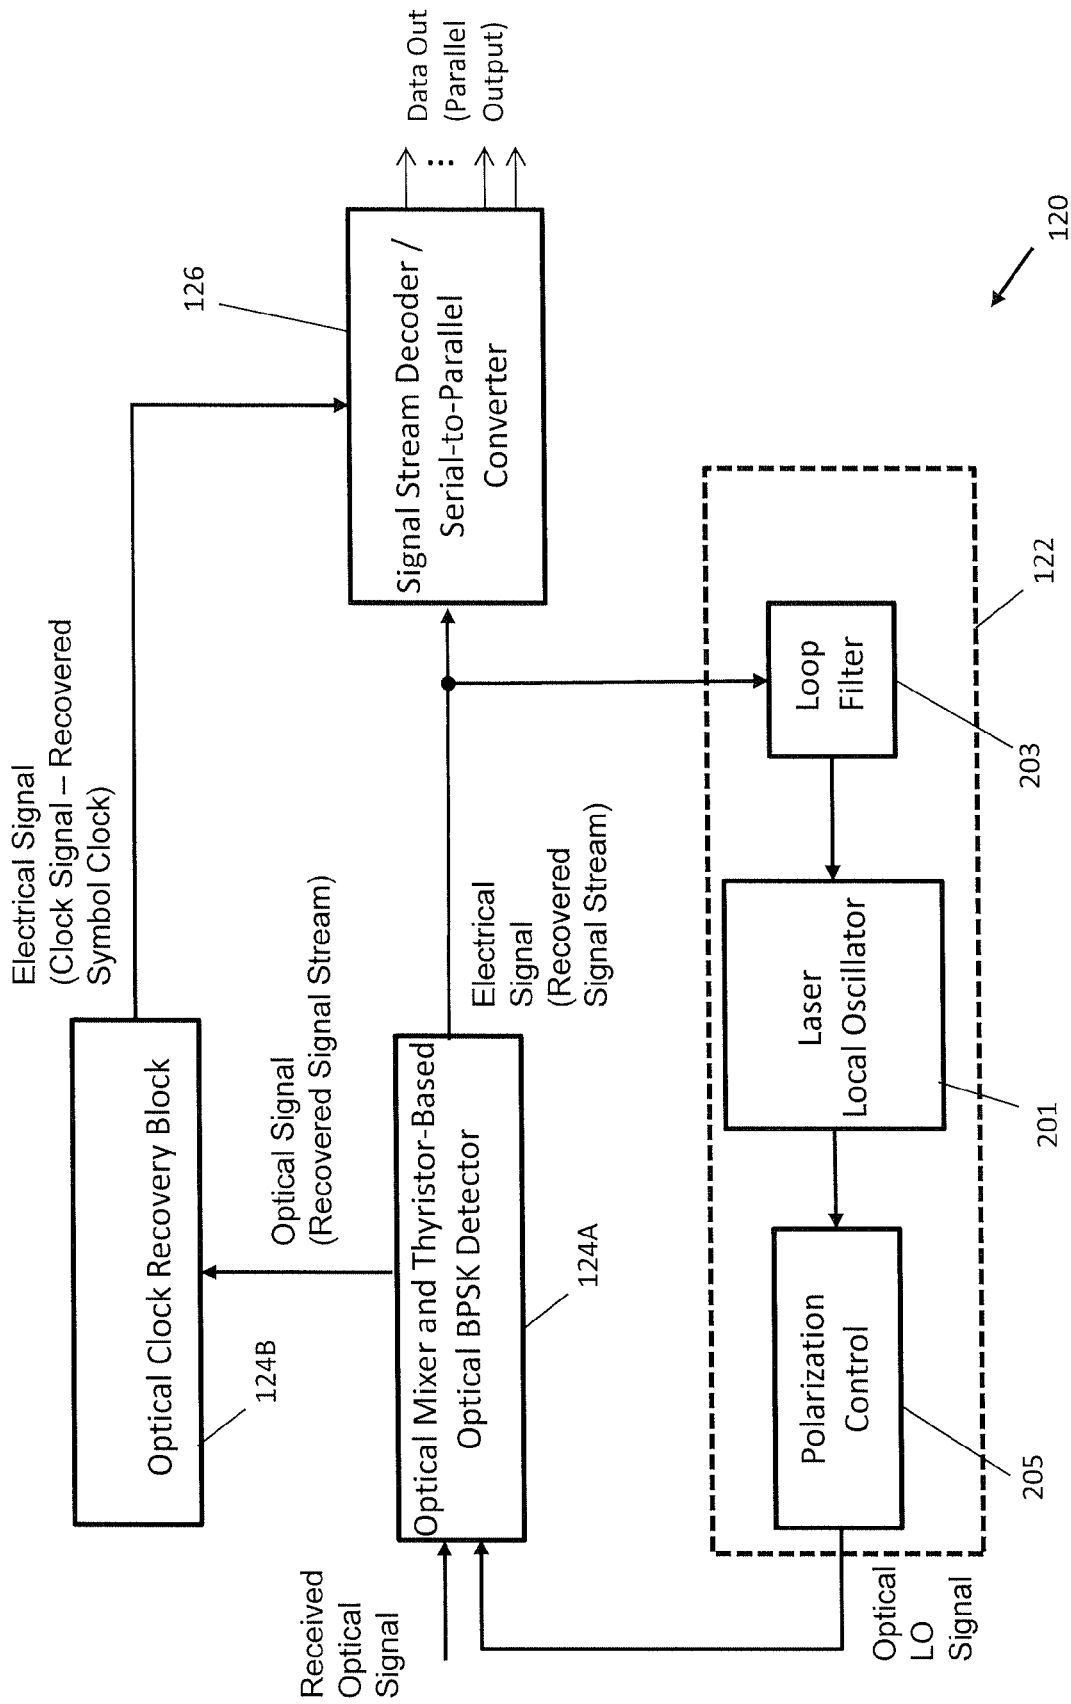 Electrical Signal
(Clock Signal – Recovered
Symbol Clock)
Optical Clock Recovery Block
124B
Optical Signal
(Recovered Signal Stream)
126
Signal Stream Decoder /
Serial-to-Parallel
Converter
Data Out
(Parallel
Output)
...
Received
Optical
Signal
Optical Mixer and Thyristor-Based
Optical BPSK Detector
124A
Electrical
Signal
(Recovered
Signal Stream)
Optical
LO
Signal
Polarization
Control
205
Laser
Local Oscillator
201
Loop
Filter
203
122
120